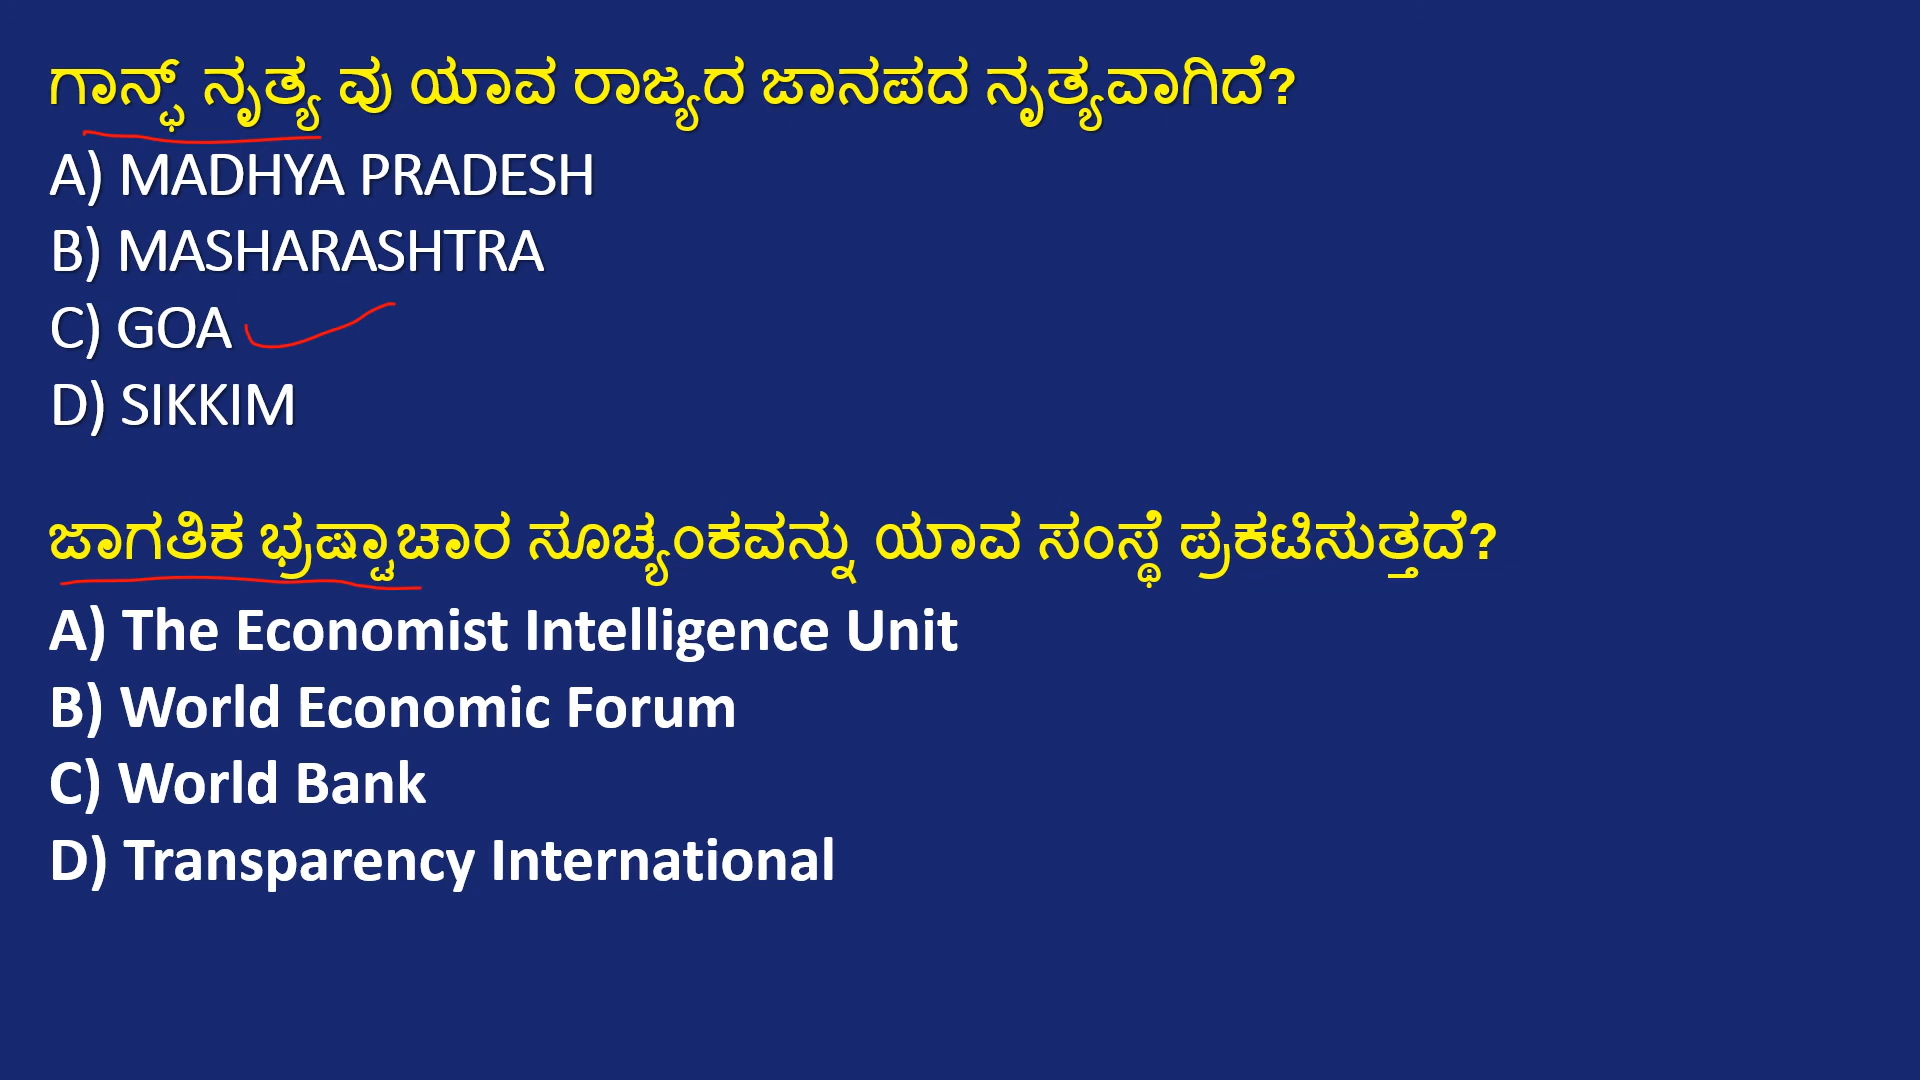 ಗಾನ್ಫ್ ನೃತ್ಯ ವು ಯಾವ ರಾಜ್ಯದ ಜಾನಪದ ನೃತ್ಯವಾಗಿದೆ?
A) MADHYA PRADESH
B) MASHARASHTRA
C) GOA
D) SIKKIM
ಜಾಗತಿಕ ಭ್ರಷ್ಟಾಚಾರ ಸೂಚ್ಯಂಕವನ್ನು ಯಾವ ಸಂಸ್ಥೆ ಪ್ರಕಟಿಸುತ್ತದೆ?
A) The Economist Intelligence Unit
B) World Economic Forum
C) World Bank
D) Transparency International